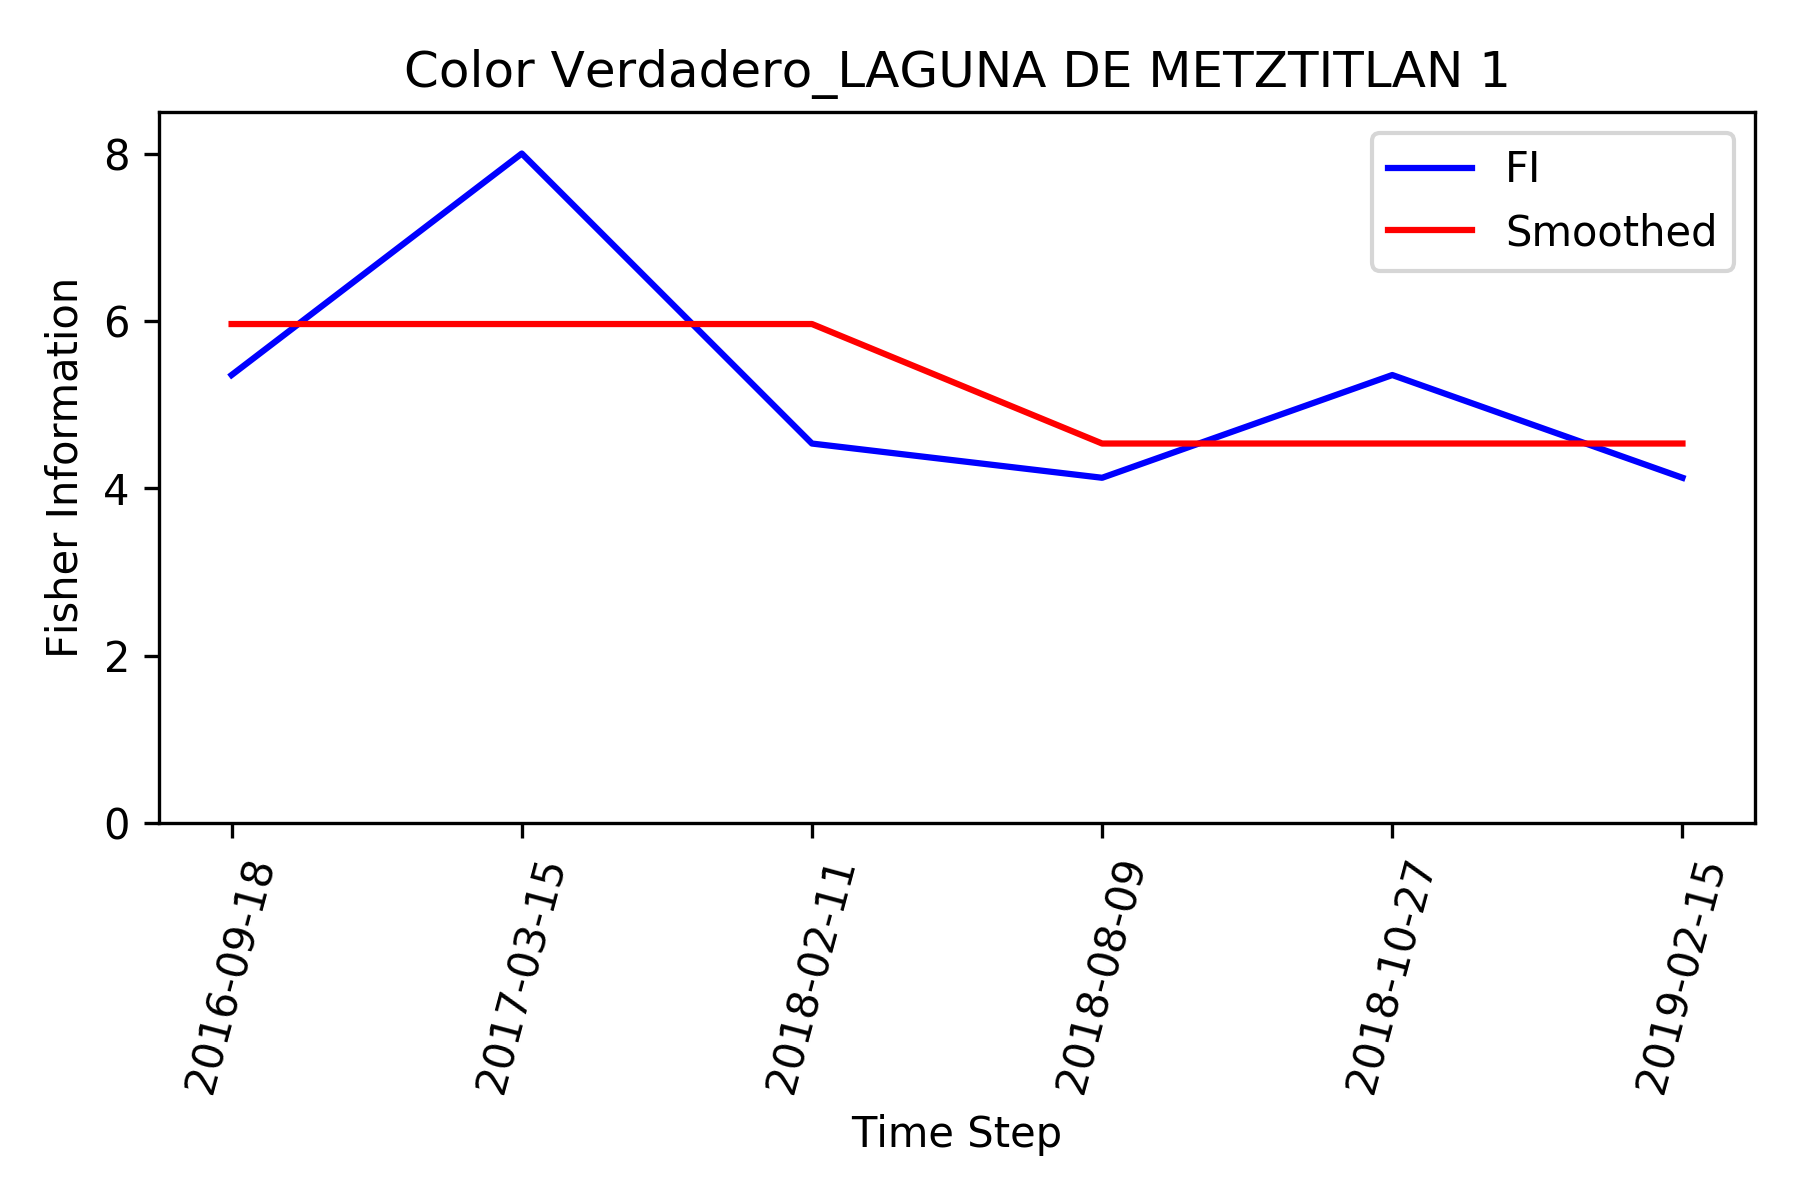 Color Verdadero_LAGUNA DE METZTITLAN 1
FI
Smoothed
Fisher Information
8
6
4
2
0
2016-09-18
2017-03-15
2018-02-11
2018-08-09
2018-10-27
2019-02-15
Time Step